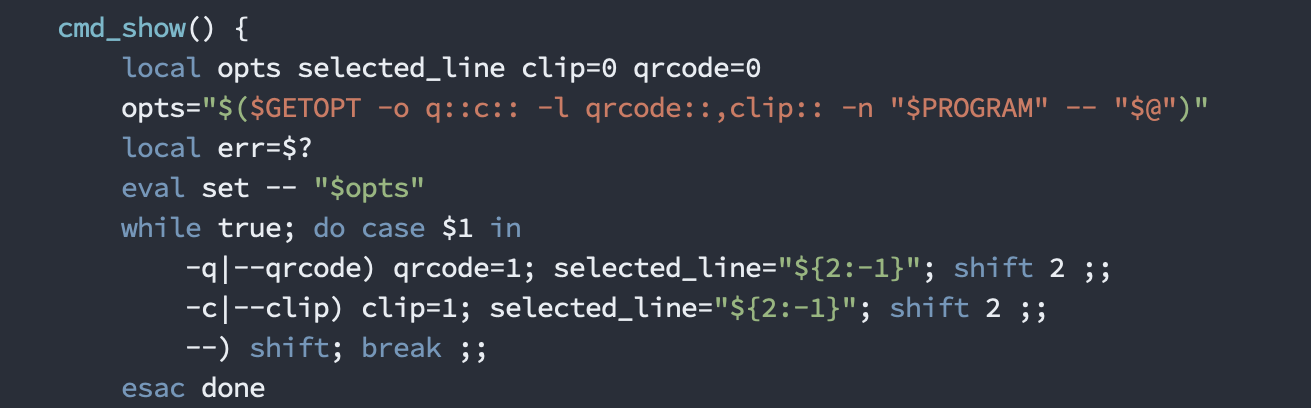 cmd_show() {
    local opts selected_line clip=0 qrcode=0
    opts="$($GETOPT -o q::c:: -l qrcode::,clip:: -n "$PROGRAM" -- "$@")"
    local err=$?
    eval set -- "$opts"
    while true; do case $1 in
        -q|--qrcode) qrcode=1; selected_line="${2:-1}"; shift 2 ;;
        -c|--clip) clip=1; selected_line="${2:-1}"; shift 2 ;;
        --) shift; break ;;
    esac done